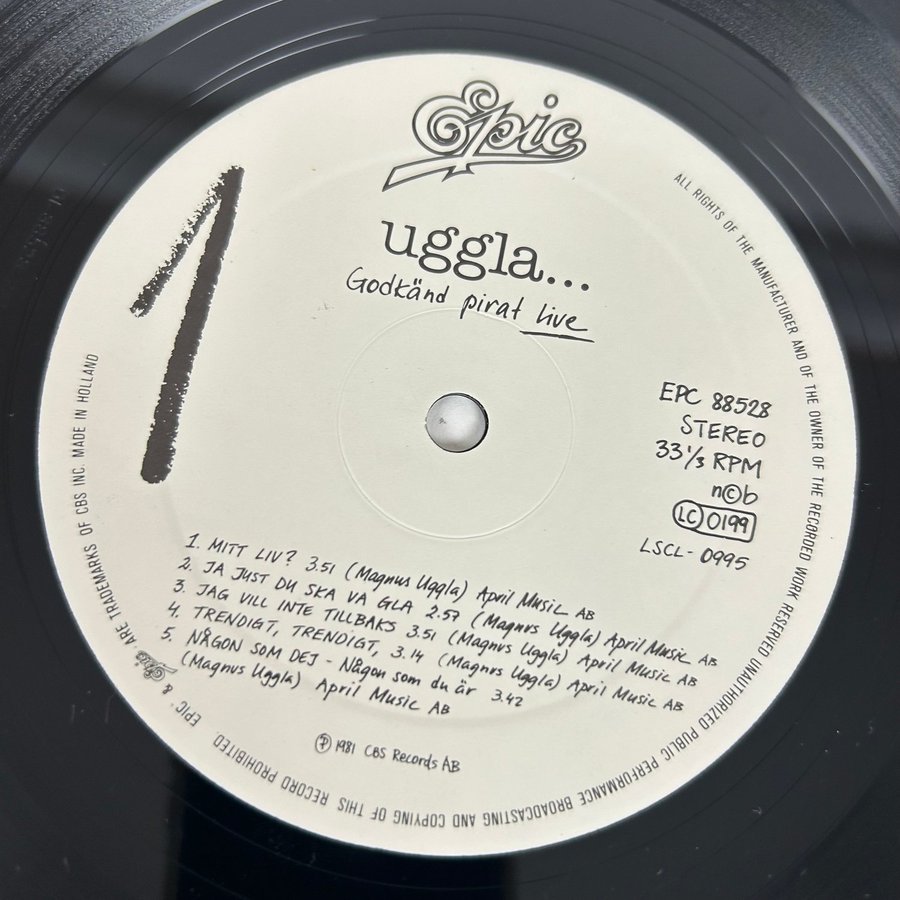 Epic
1
uggla...
Godkänd pirat live
EPC 88528
STEREO
33 1/3 RPM
n©b
LC 0199
LSCL- 0995
1. MITT LIV? 3.51 (Magnus Uggla) April Music AB
2. JA JUST DU SKA VA GLA 2.57 (Magnus Uggla) April Music AB
3. JAG VILL INTE TILLBAKS 3.51 (Magnus Uggla) April Music AB
4. TRENDIGT, TRENDIGT, 3.14 (Magnus Uggla) April Music AB
5. NÅGON SOM DEJ - Någon som du är 3.42
(Magnus Uggla) April Music AB
℗ 1981 CBS Records AB
ALL RIGHTS OF THE MANUFACTURER AND OF THE OWNER OF THE RECORDED WORK RESERVED UNAUTHORIZED PUBLIC PERFORMANCE BROADCASTING AND COPYING OF THIS RECORD PROHIBITED. EPIC® & Epic ARE TRADEMARKS OF CBS INC. MADE IN HOLLAND